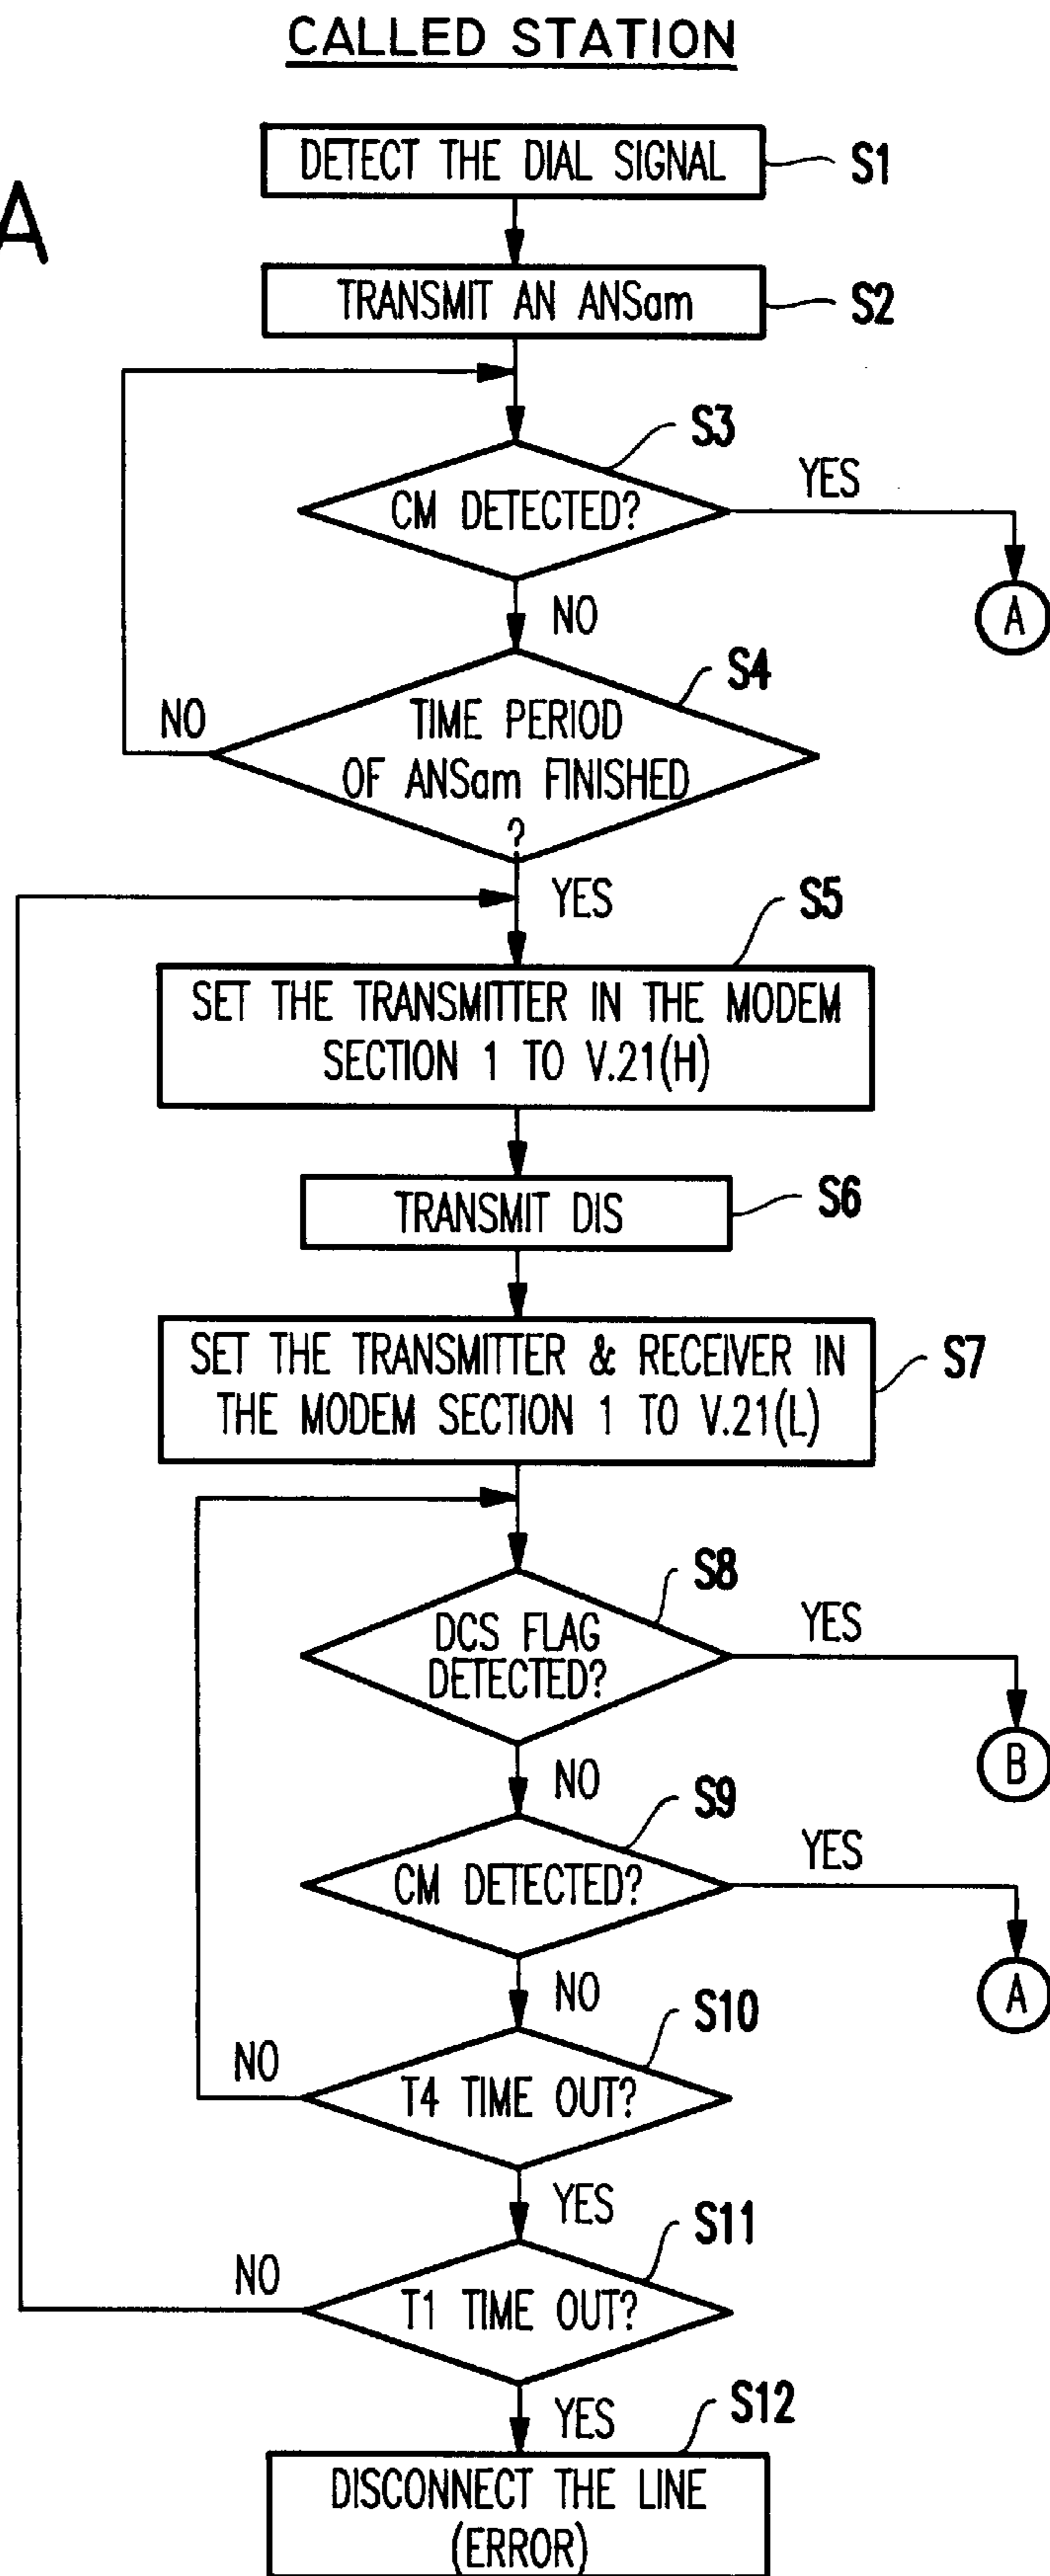 CALLED STATION
A
DETECT THE DIAL SIGNAL
S1
TRANSMIT AN ANSam
S2
S3
CM DETECTED?
YES
A
NO
S4
TIME PERIOD
OF ANSam FINISHED
?
NO
YES
S5
SET THE TRANSMITTER IN THE MODEM
SECTION 1 TO V.21(H)
TRANSMIT DIS
S6
SET THE TRANSMITTER & RECEIVER IN
THE MODEM SECTION 1 TO V.21(L)
S7
S8
DCS FLAG
DETECTED?
YES
B
NO
S9
CM DETECTED?
YES
A
NO
S10
T4 TIME OUT?
NO
YES
S11
T1 TIME OUT?
NO
YES
S12
DISCONNECT THE LINE
(ERROR)